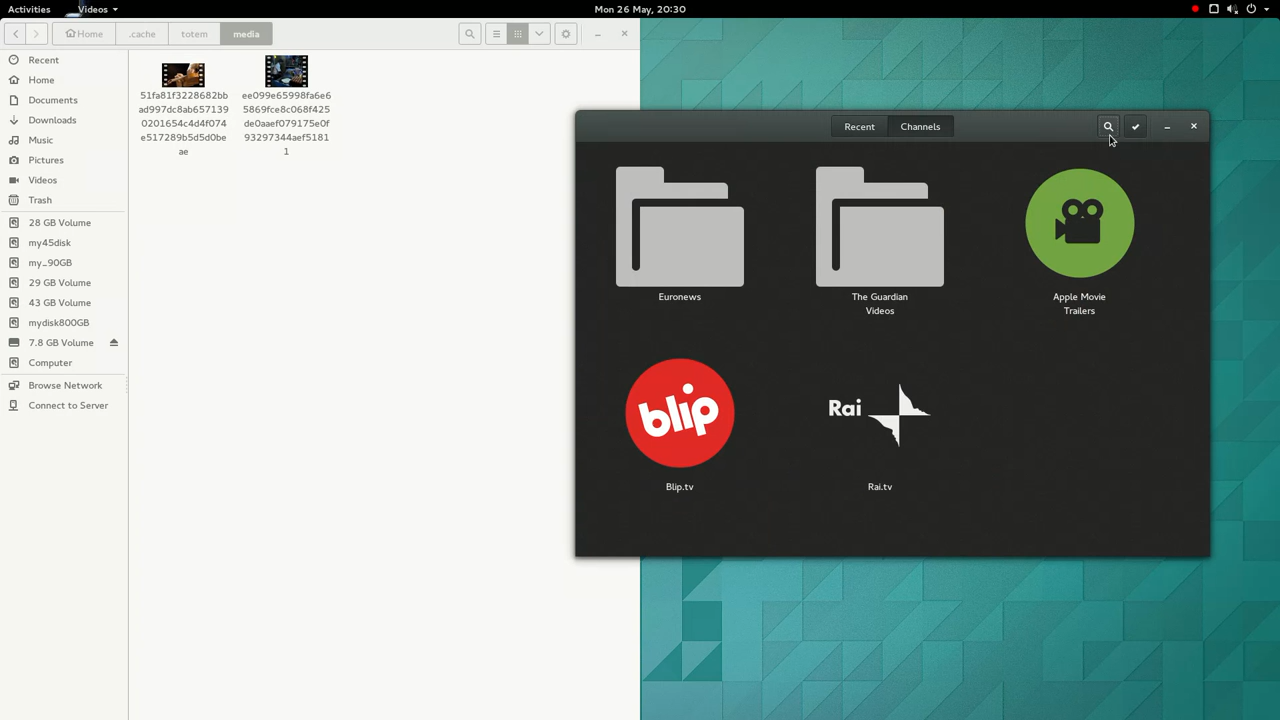 Activities
Videos
Mon 26 May, 20:30
Home
.cache
totem
media
Recent
Home
Documents
Downloads
Music
Pictures
Videos
Trash
28 GB Volume
my45disk
my_90GB
29 GB Volume
43 GB Volume
mydisk800GB
7.8 GB Volume
Computer
Browse Network
Connect to Server
51fa81f3228682bb
ad997dc8ab657139
0201654c4d4f074
e517289b5d5d0be
ae
ee099e65998fa6e6
5869fce8c068f425
de0aaef079175e0f
93297344aef5181
1
Recent
Channels
Euronews
The Guardian
Videos
Apple Movie
Trailers
blip
Blip.tv
Rai
Rai.tv